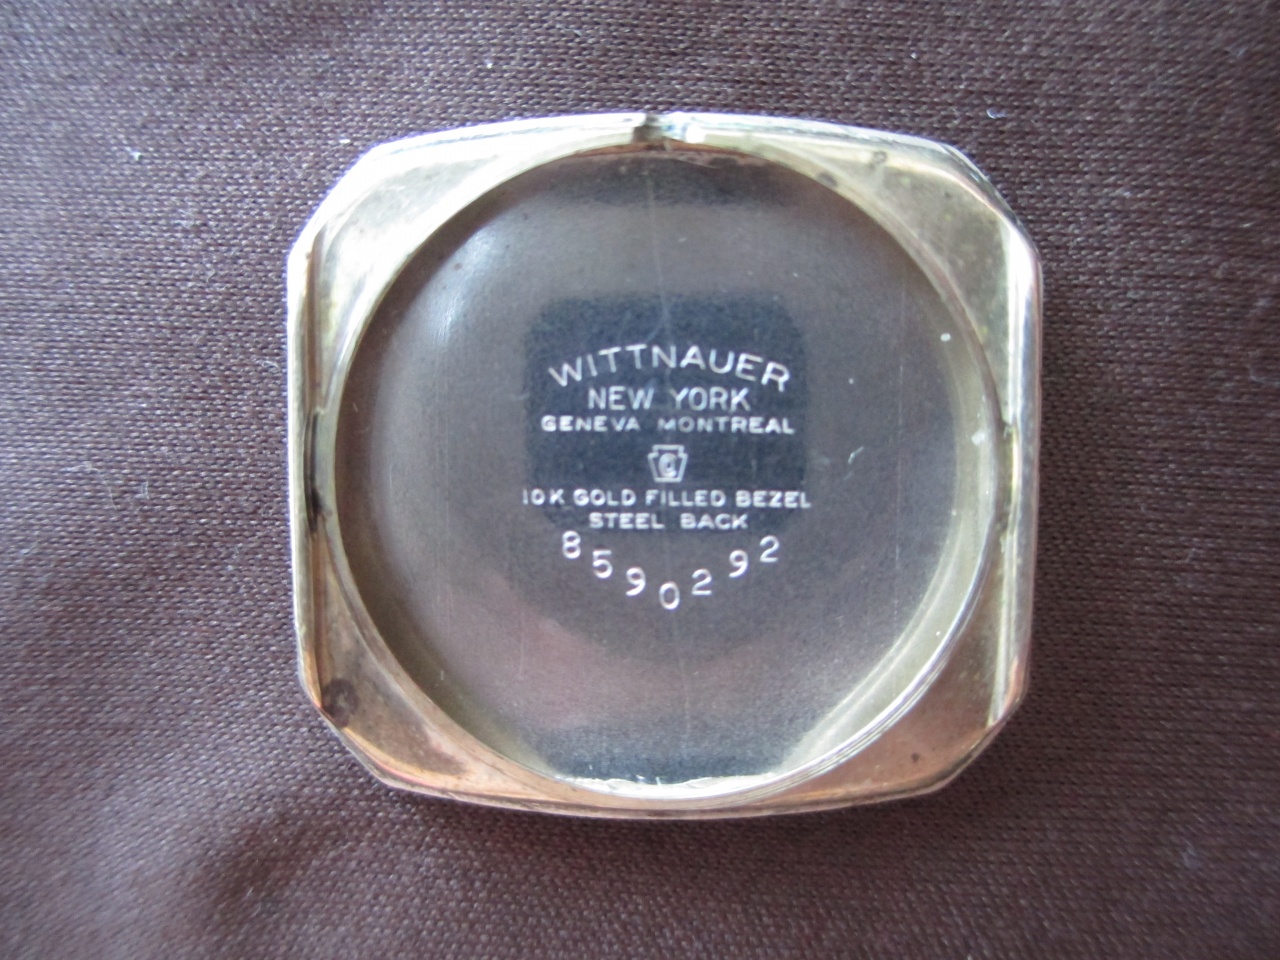 WITTNAUER
NEW YORK
GENEVA MONTREAL
C
10K GOLD FILLED BEZEL
STEEL BACK
8590292